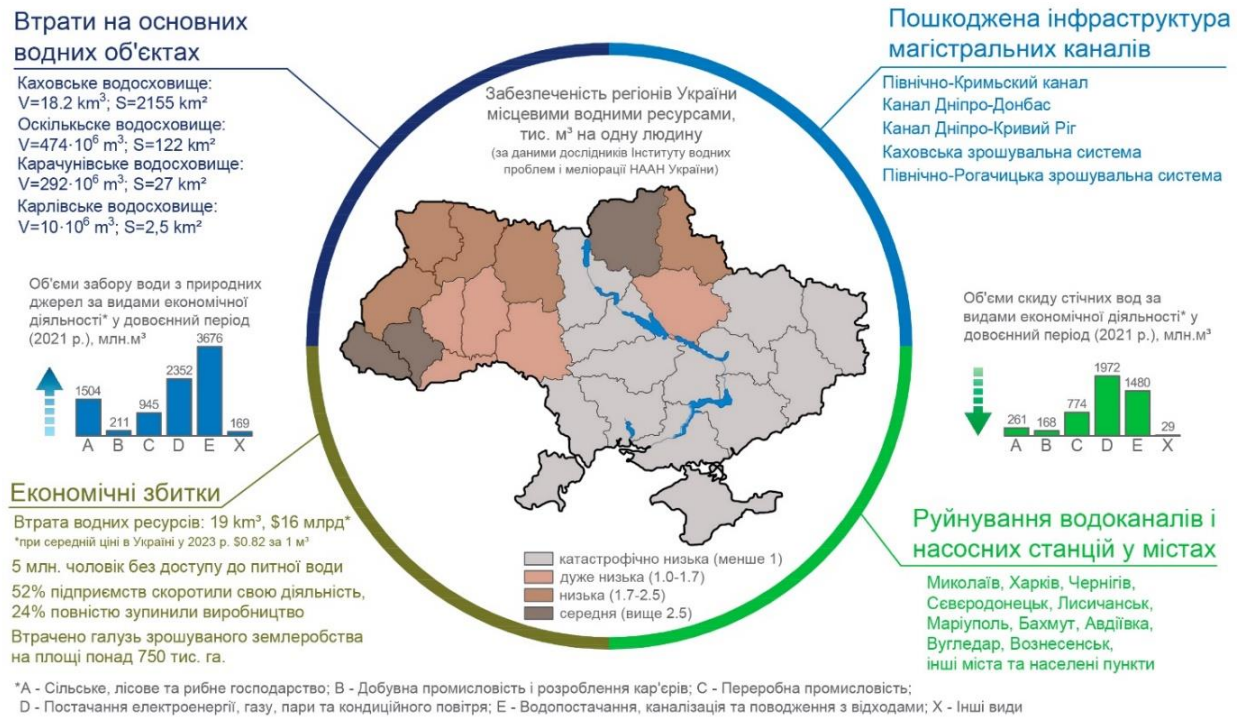 Втрати на основних
водних об'єктах
Каховське водосховище:
V=18.2 km³; S=2155 km²
Оскількьске водосховище:
V=474·10⁶ m³; S=122 km²
Карачунівське водосховище:
V=292·10⁶ m³; S=27 km²
Карлівське водосховище:
V=10·10⁶ m³; S=2,5 km²
Пошкоджена інфраструктура
магістральних каналів
Північно-Кримьский канал
Канал Дніпро-Донбас
Канал Дніпро-Кривий Ріг
Каховська зрошувальна система
Північно-Рогачицька зрошувальна система
Забезпеченість регіонів України
місцевими водними ресурсами,
тис. м³ на одну людину
(за даними дослідників Інституту водних
проблем і меліорації НААН України)
Об'єми забору води з природних
джерел за видами економічної
діяльності* у довоєнний період
(2021 р.), млн.м³
1504
211
945
2352
3676
169
A B C D E X
Об'єми скиду стічних вод за
видами економічної діяльності* у
довоєнний період (2021 р.), млн.м³
261
168
774
1972
1480
29
A B C D E X
Економічні збитки
Втрата водних ресурсів: 19 km³, $16 млрд*
*при середній ціні в Україні у 2023 р. $0.82 за 1 м³
5 млн. чоловік без доступу до питної води
52% підприємств скоротили свою діяльність,
24% повністю зупинили виробництво
Втрачено галузь зрошуваного землеробства
на площі понад 750 тис. га.
катастрофічно низька (менше 1)
дуже низька (1.0-1.7)
низька (1.7-2.5)
середня (вище 2.5)
Руйнування водоканалів і
насосних станцій у містах
Миколаїв, Харків, Чернігів,
Сєвєродонецьк, Лисичанськ,
Маріуполь, Бахмут, Авдіївка,
Вугледар, Вознесенськ,
інші міста та населені пункти
*A - Сільське, лісове та рибне господарство; B - Добувна промисловість і розроблення кар'єрів; C - Переробна промисловість;
D - Постачання електроенергії, газу, пари та кондиційного повітря; E - Водопостачання, каналізація та поводження з відходами; X - Інші види